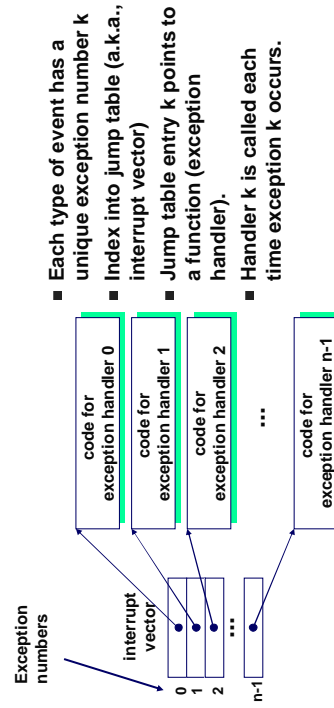 Exception
numbers
interrupt
vector
0
1
2
...
n-1
code for
exception handler 0
code for
exception handler 1
code for
exception handler 2
...
code for
exception handler n-1
■ Each type of event has a
unique exception number k
■ Index into jump table (a.k.a.,
interrupt vector)
■ Jump table entry k points to
a function (exception
handler).
■ Handler k is called each
time exception k occurs.